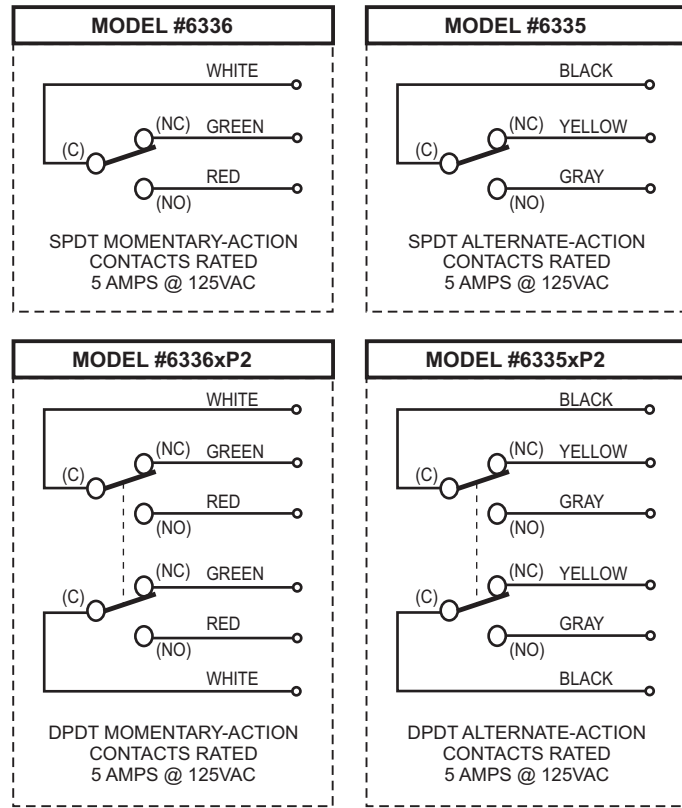 MODEL #6336
WHITE
(NC) GREEN
(C)
RED
(NO)
SPDT MOMENTARY-ACTION
CONTACTS RATED
5 AMPS @ 125VAC
MODEL #6335
BLACK
(NC) YELLOW
(C)
GRAY
(NO)
SPDT ALTERNATE-ACTION
CONTACTS RATED
5 AMPS @ 125VAC
MODEL #6336xP2
WHITE
(NC) GREEN
(C)
RED
(NO)
(NC) GREEN
(C)
RED
(NO)
WHITE
DPDT MOMENTARY-ACTION
CONTACTS RATED
5 AMPS @ 125VAC
MODEL #6335xP2
BLACK
(NC) YELLOW
(C)
GRAY
(NO)
(NC) YELLOW
(C)
GRAY
(NO)
BLACK
DPDT ALTERNATE-ACTION
CONTACTS RATED
5 AMPS @ 125VAC